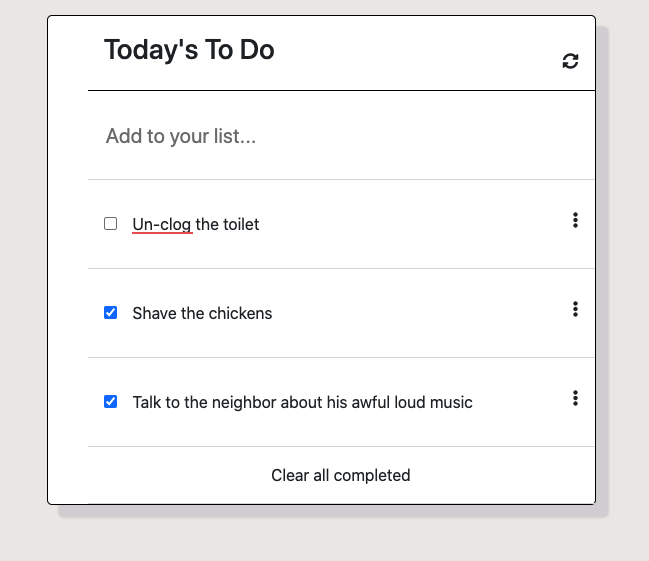 Today's To Do
Add to your list...
Un-clog the toilet
Shave the chickens
Talk to the neighbor about his awful loud music
Clear all completed